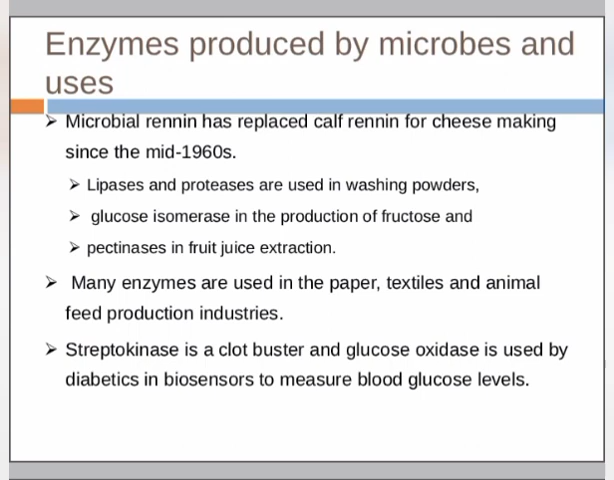 Enzymes produced by microbes and
uses
➢ Microbial rennin has replaced calf rennin for cheese making
since the mid-1960s.
➢ Lipases and proteases are used in washing powders,
➢ glucose isomerase in the production of fructose and
➢ pectinases in fruit juice extraction.
➢ Many enzymes are used in the paper, textiles and animal
feed production industries.
➢ Streptokinase is a clot buster and glucose oxidase is used by
diabetics in biosensors to measure blood glucose levels.